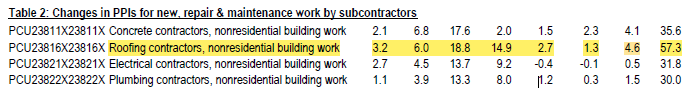 Table 2: Changes in PPIs for new, repair & maintenance work by subcontractors
PCU23811X23811X Concrete contractors, nonresidential building work 2.1 6.8 17.6 2.0 1.5 2.3 4.1 35.6
PCU23816X23816X Roofing contractors, nonresidential building work 3.2 6.0 18.8 14.9 2.7 1.3 4.6 57.3
PCU23821X23821X Electrical contractors, nonresidential building work 2.7 4.5 13.7 9.2 -0.4 -0.1 0.5 31.8
PCU23822X23822X Plumbing contractors, nonresidential building work 1.1 3.9 13.3 8.0 1.2 0.3 1.5 30.0